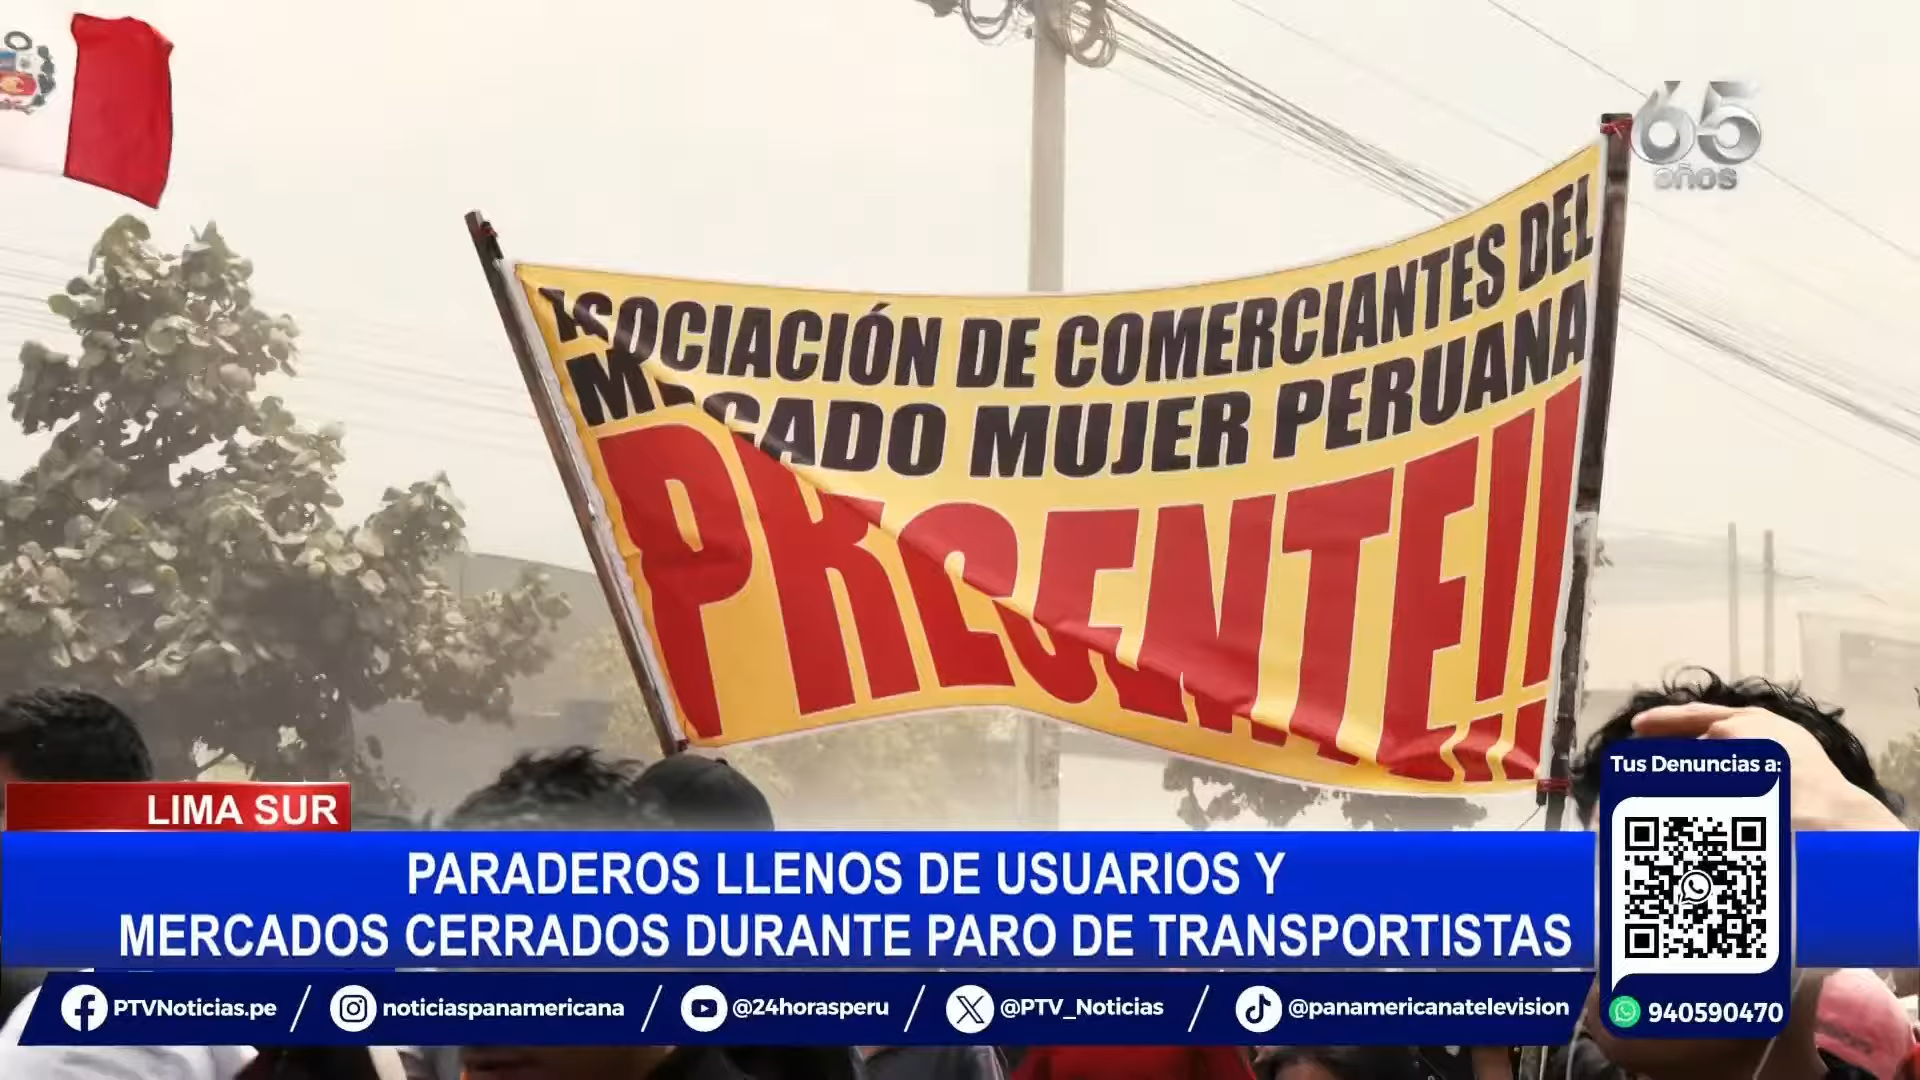 65
años
ASOCIACIÓN DE COMERCIANTES DEL
MERCADO MUJER PERUANA
PRESENTE!!
Tus Denuncias a:
LIMA SUR
PARADEROS LLENOS DE USUARIOS Y
MERCADOS CERRADOS DURANTE PARO DE TRANSPORTISTAS
PTVNoticias.pe / noticiaspanamericana / @24horasperu / @PTV_Noticias / @panamericanatelevision
940590470